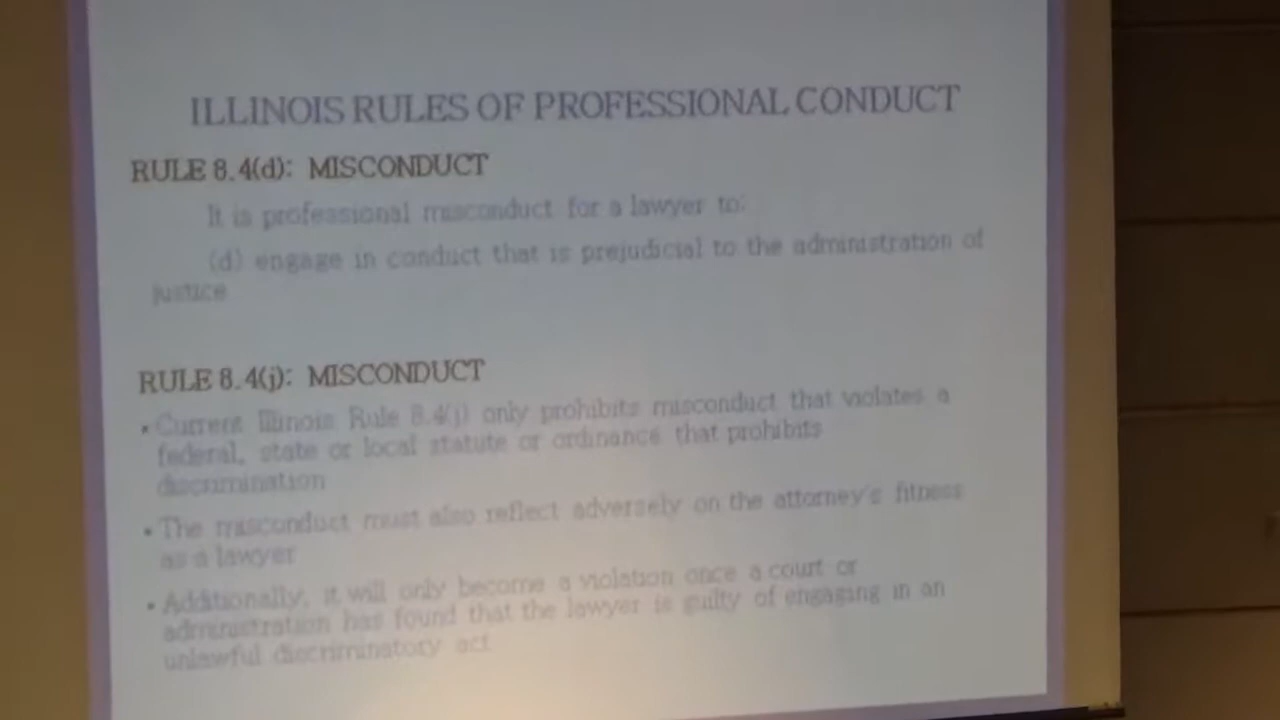 ILLINOIS RULES OF PROFESSIONAL CONDUCT
RULE 8.4(d): MISCONDUCT
It is professional misconduct for a lawyer to:
(d) engage in conduct that is prejudicial to the administration of
justice
RULE 8.4(j): MISCONDUCT
• Current Illinois Rule 8.4(j) only prohibits misconduct that violates a
federal, state or local statute or ordinance that prohibits
discrimination
• The misconduct must also reflect adversely on the attorney's fitness
as a lawyer
• Additionally, it will only become a violation once a court or
administration has found that the lawyer is guilty of engaging in an
unlawful discriminatory act